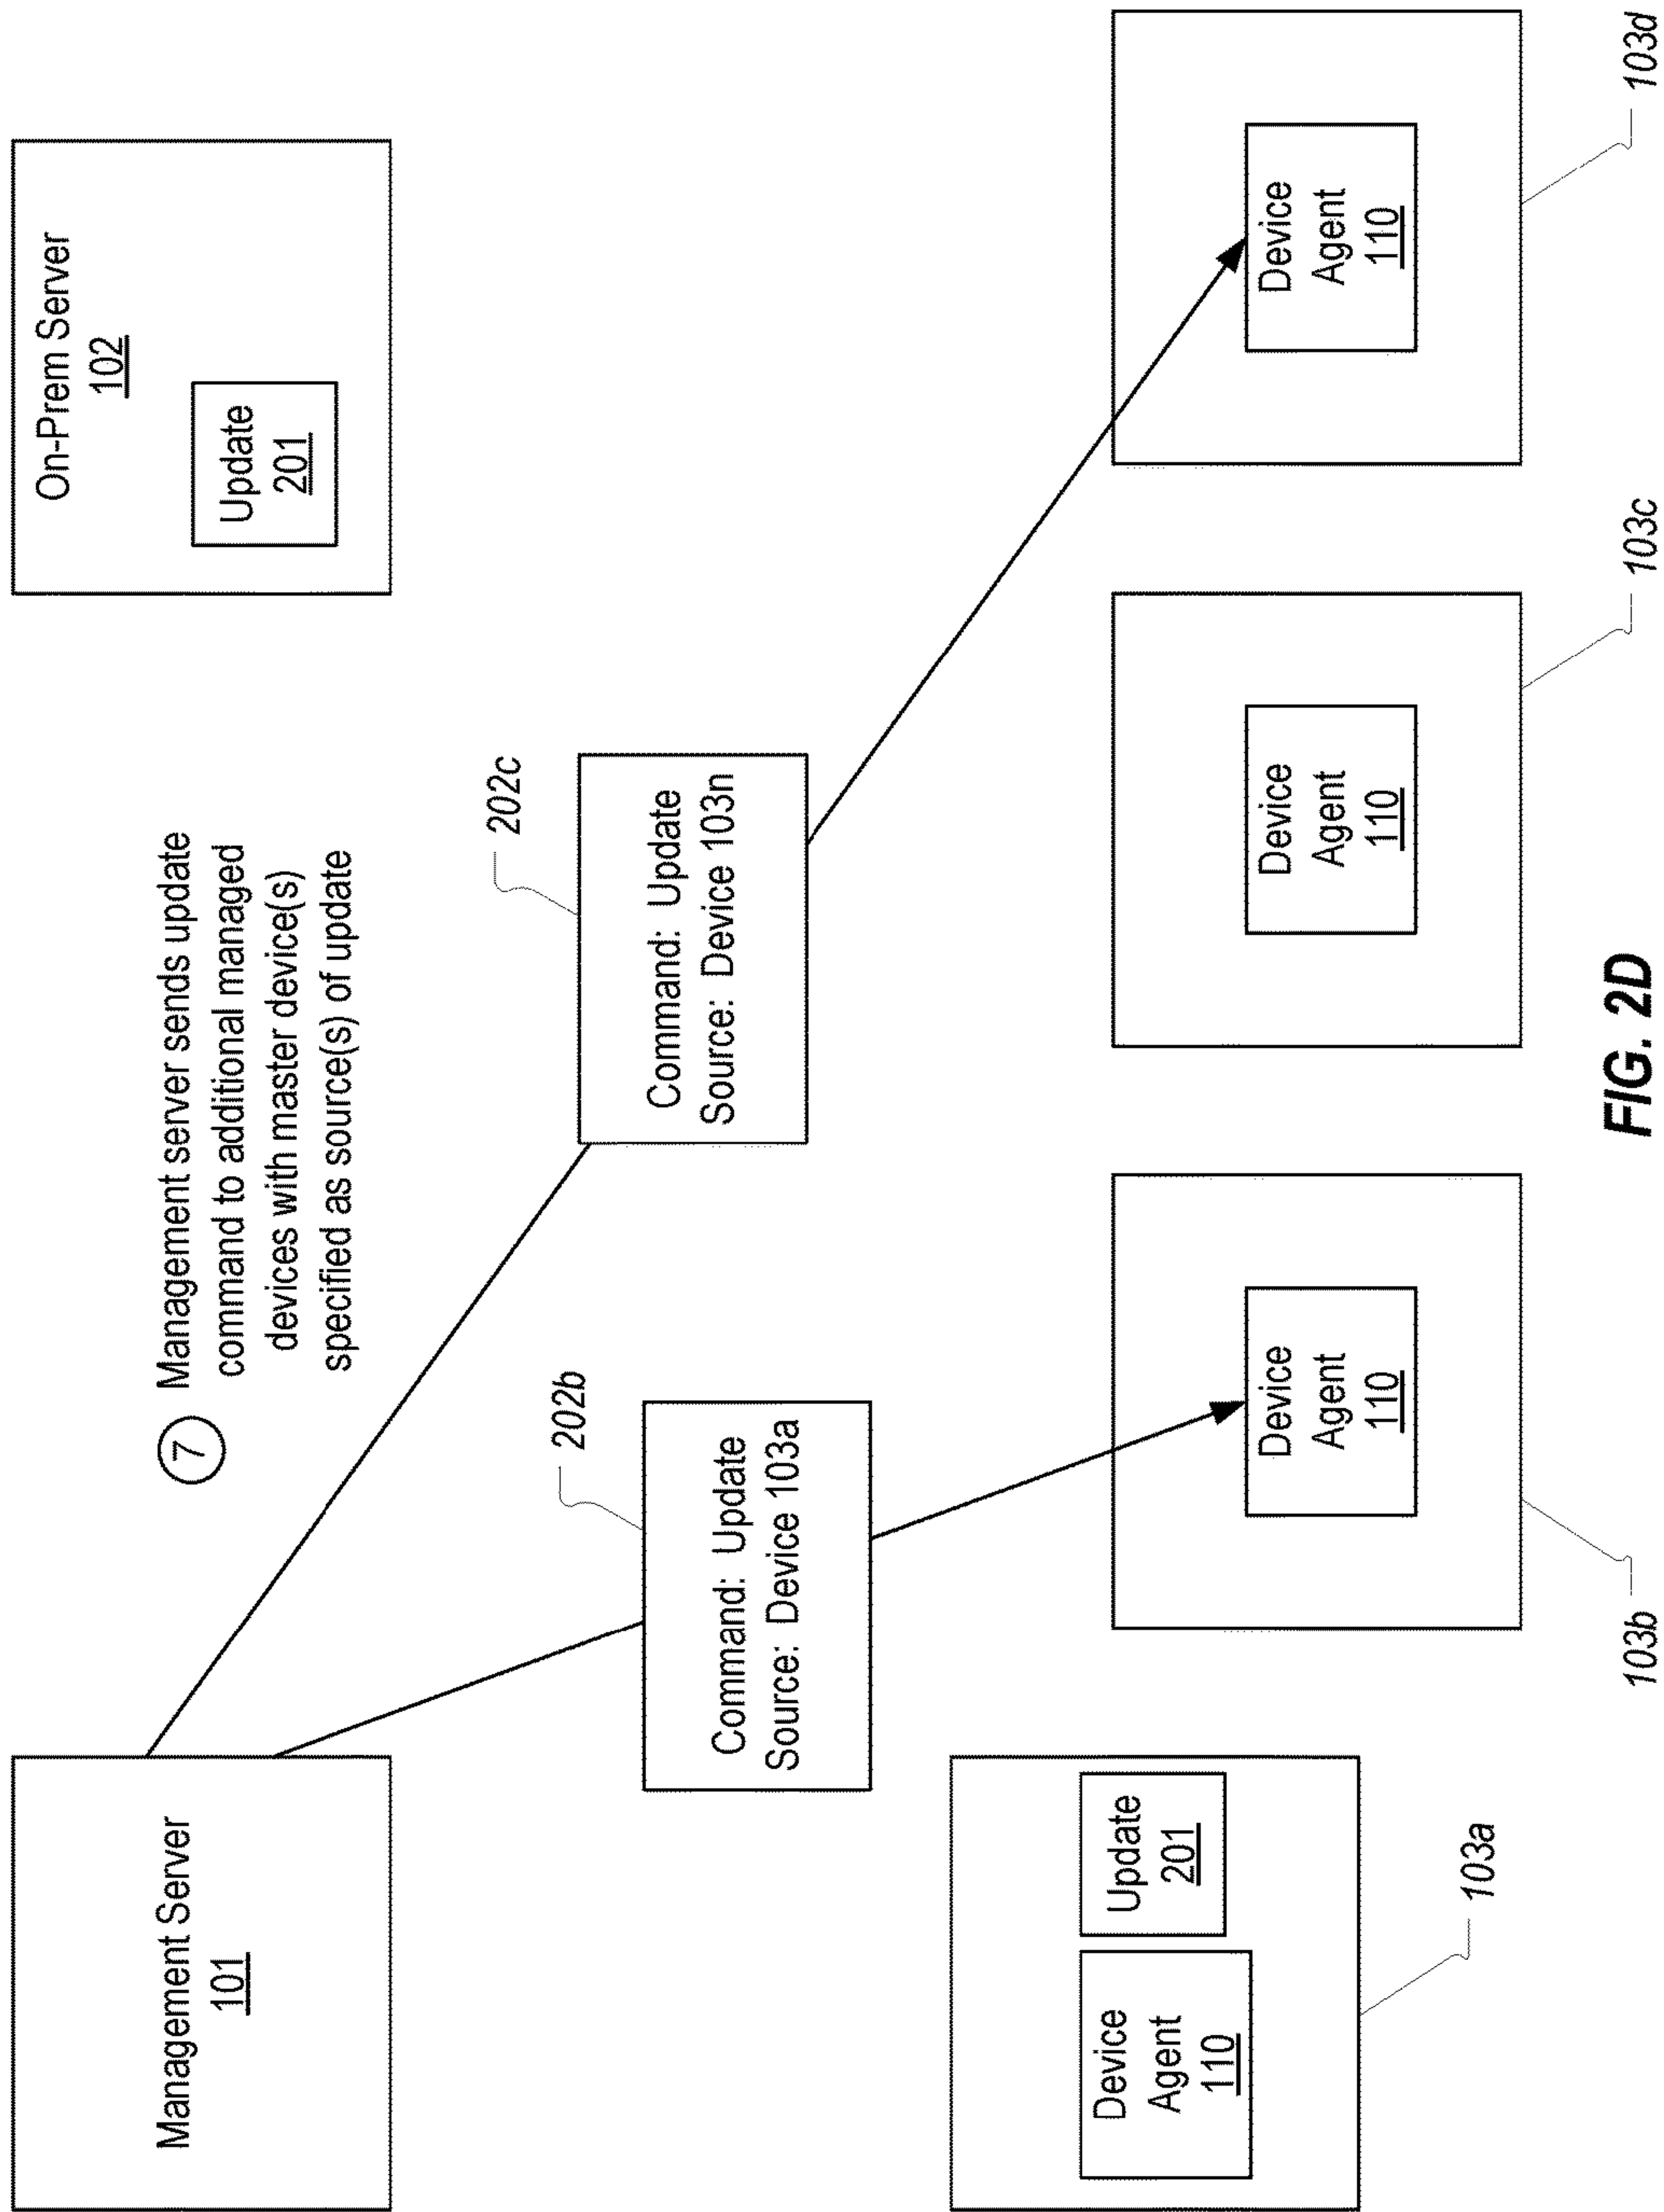 Management Server
101
On-Prem Server
102
Update
201
7
Management server sends update
command to additional managed
devices with master device(s)
specified as source(s) of update
202b
Command: Update
Source: Device 103a
202c
Command: Update
Source: Device 103n
Device
Agent
110
Update
201
103a
Device
Agent
110
103b
Device
Agent
110
103c
Device
Agent
110
103d
FIG. 2D